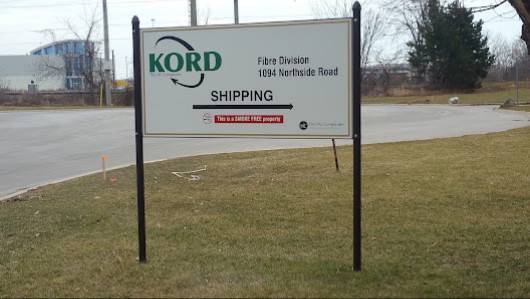 KORD
Fibre Division
1094 Northside Road
SHIPPING
This is a SMOKE FREE property